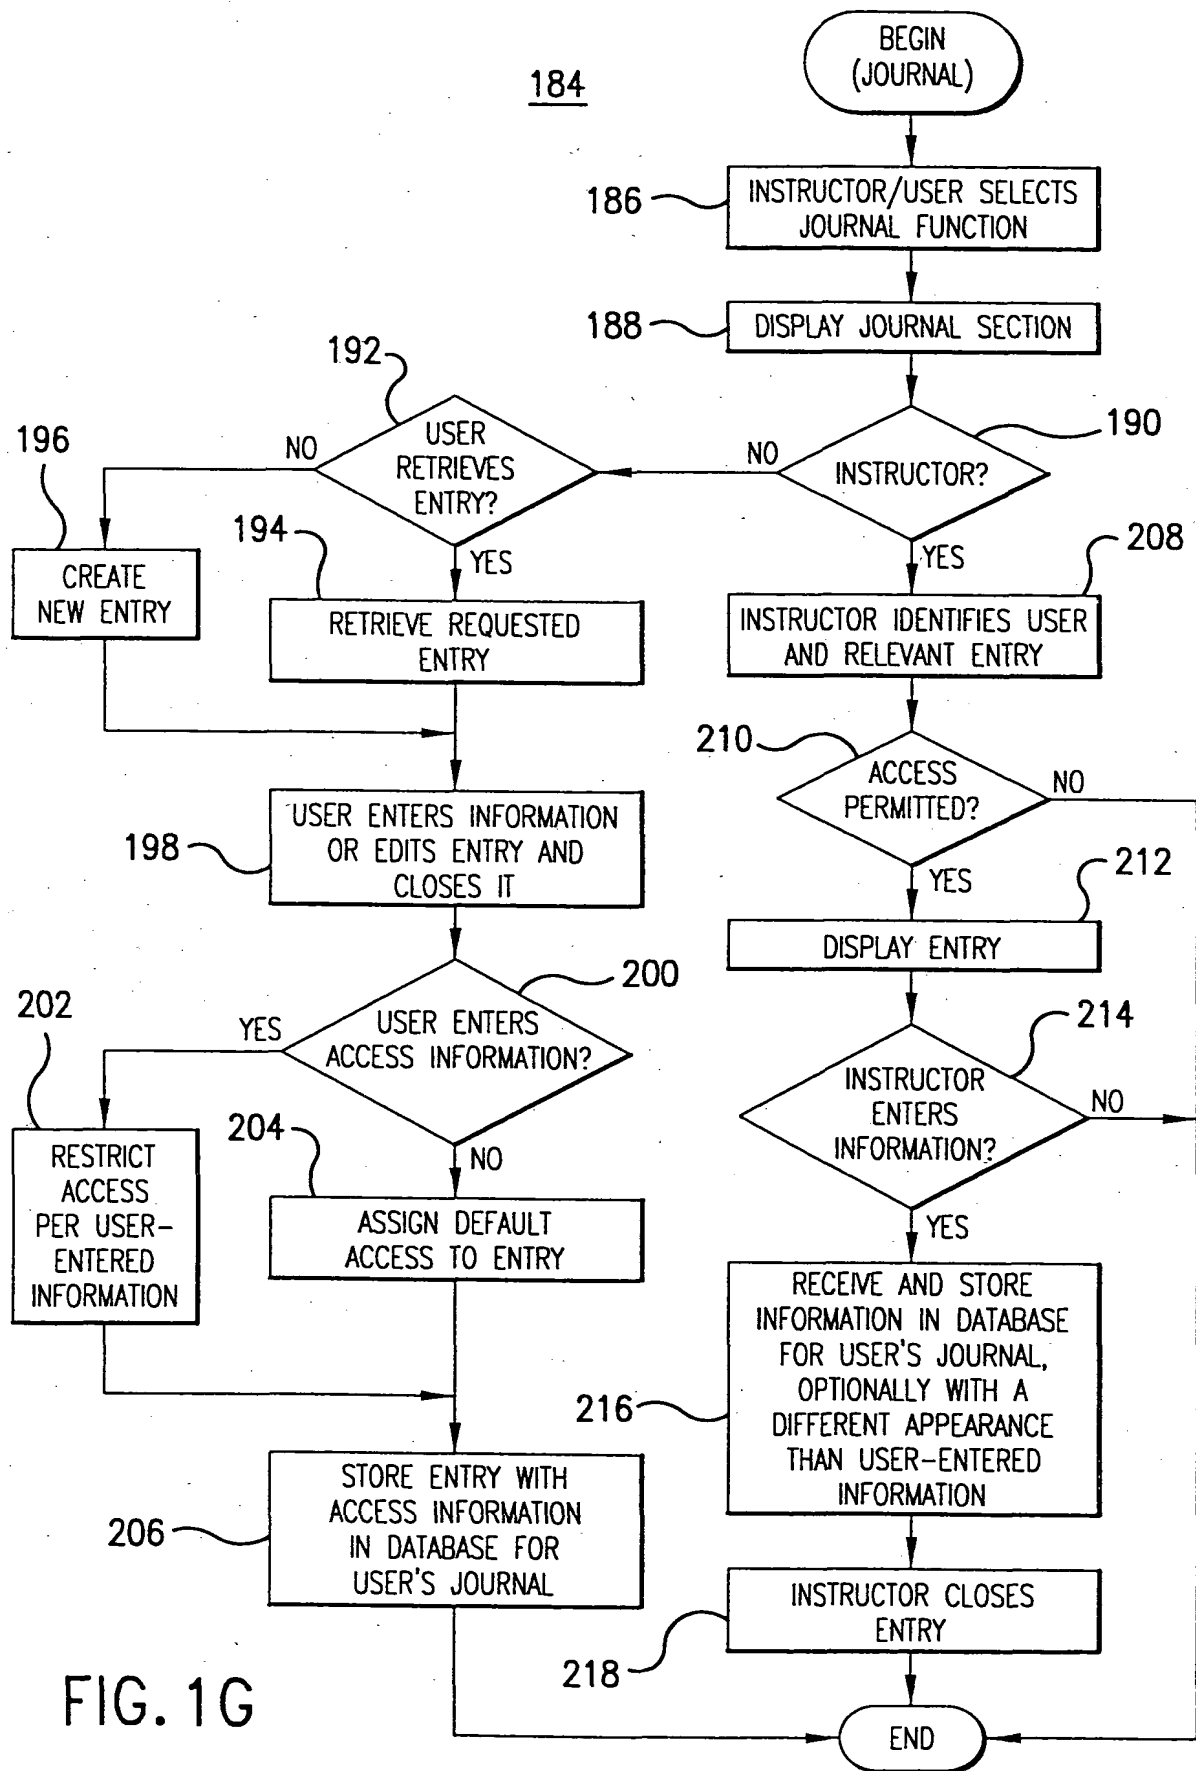 BEGIN
(JOURNAL)
184
186
INSTRUCTOR/USER SELECTS
JOURNAL FUNCTION
188
DISPLAY JOURNAL SECTION
192
190
196
NO
USER
RETRIEVES
ENTRY?
NO
INSTRUCTOR?
194
YES
YES
208
CREATE
NEW ENTRY
RETRIEVE REQUESTED
ENTRY
INSTRUCTOR IDENTIFIES USER
AND RELEVANT ENTRY
210
ACCESS
PERMITTED?
NO
198
USER ENTERS INFORMATION
OR EDITS ENTRY AND
CLOSES IT
YES
212
DISPLAY ENTRY
200
202
YES
USER ENTERS
ACCESS INFORMATION?
214
INSTRUCTOR
ENTERS
INFORMATION?
NO
204
NO
RESTRICT
ACCESS
PER USER-
ENTERED
INFORMATION
ASSIGN DEFAULT
ACCESS TO ENTRY
YES
RECEIVE AND STORE
INFORMATION IN DATABASE
FOR USER'S JOURNAL,
OPTIONALLY WITH A
DIFFERENT APPEARANCE
THAN USER-ENTERED
INFORMATION
216
206
STORE ENTRY WITH
ACCESS INFORMATION
IN DATABASE FOR
USER'S JOURNAL
INSTRUCTOR CLOSES
ENTRY
218
FIG. 1G
END